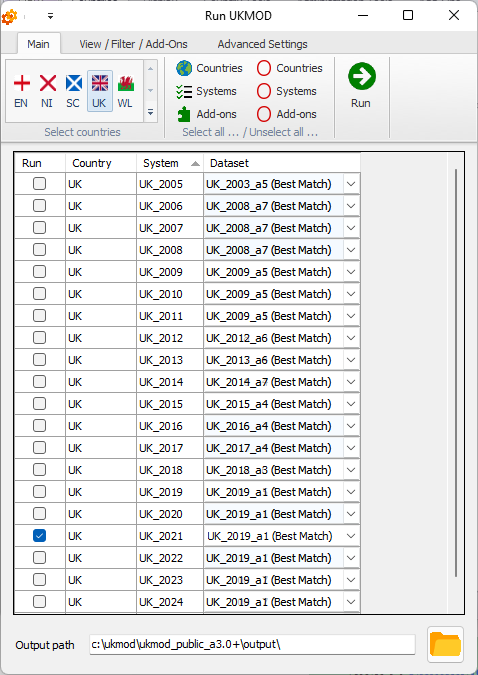 Run UKMOD
Main View / Filter / Add-Ons Advanced Settings
Countries Countries
Systems Systems
Add-ons Add-ons
EN NI SC UK WL
Run
Select countries Select all ... / Unselect all ...
Run Country System Dataset
UK UK_2005 UK_2003_a5 (Best Match)
UK UK_2006 UK_2008_a7 (Best Match)
UK UK_2007 UK_2008_a7 (Best Match)
UK UK_2008 UK_2008_a7 (Best Match)
UK UK_2009 UK_2009_a5 (Best Match)
UK UK_2010 UK_2009_a5 (Best Match)
UK UK_2011 UK_2009_a5 (Best Match)
UK UK_2012 UK_2012_a6 (Best Match)
UK UK_2013 UK_2013_a6 (Best Match)
UK UK_2014 UK_2014_a7 (Best Match)
UK UK_2015 UK_2015_a4 (Best Match)
UK UK_2016 UK_2016_a4 (Best Match)
UK UK_2017 UK_2017_a4 (Best Match)
UK UK_2018 UK_2018_a3 (Best Match)
UK UK_2019 UK_2019_a1 (Best Match)
UK UK_2020 UK_2019_a1 (Best Match)
UK UK_2021 UK_2019_a1 (Best Match)
UK UK_2022 UK_2019_a1 (Best Match)
UK UK_2023 UK_2019_a1 (Best Match)
UK UK_2024 UK_2019_a1 (Best Match)
Output path c:\ukmod\ukmod_public_a3.0+\output\